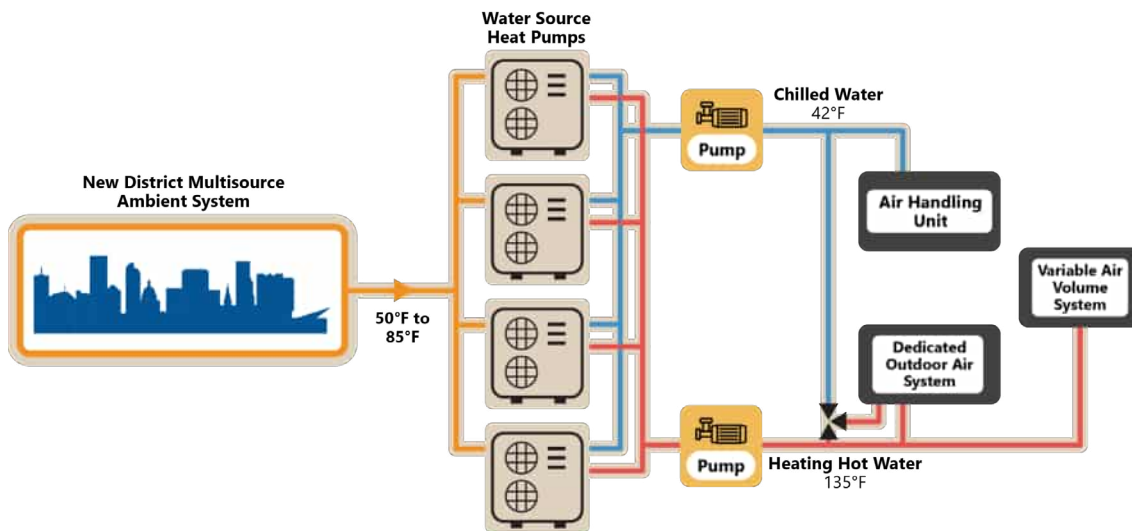 Water Source
Heat Pumps
Chilled Water
42°F
Pump
New District Multisource
Ambient System
Air Handling
Unit
Variable Air
Volume
System
50°F to
85°F
Dedicated
Outdoor Air
System
Pump
Heating Hot Water
135°F